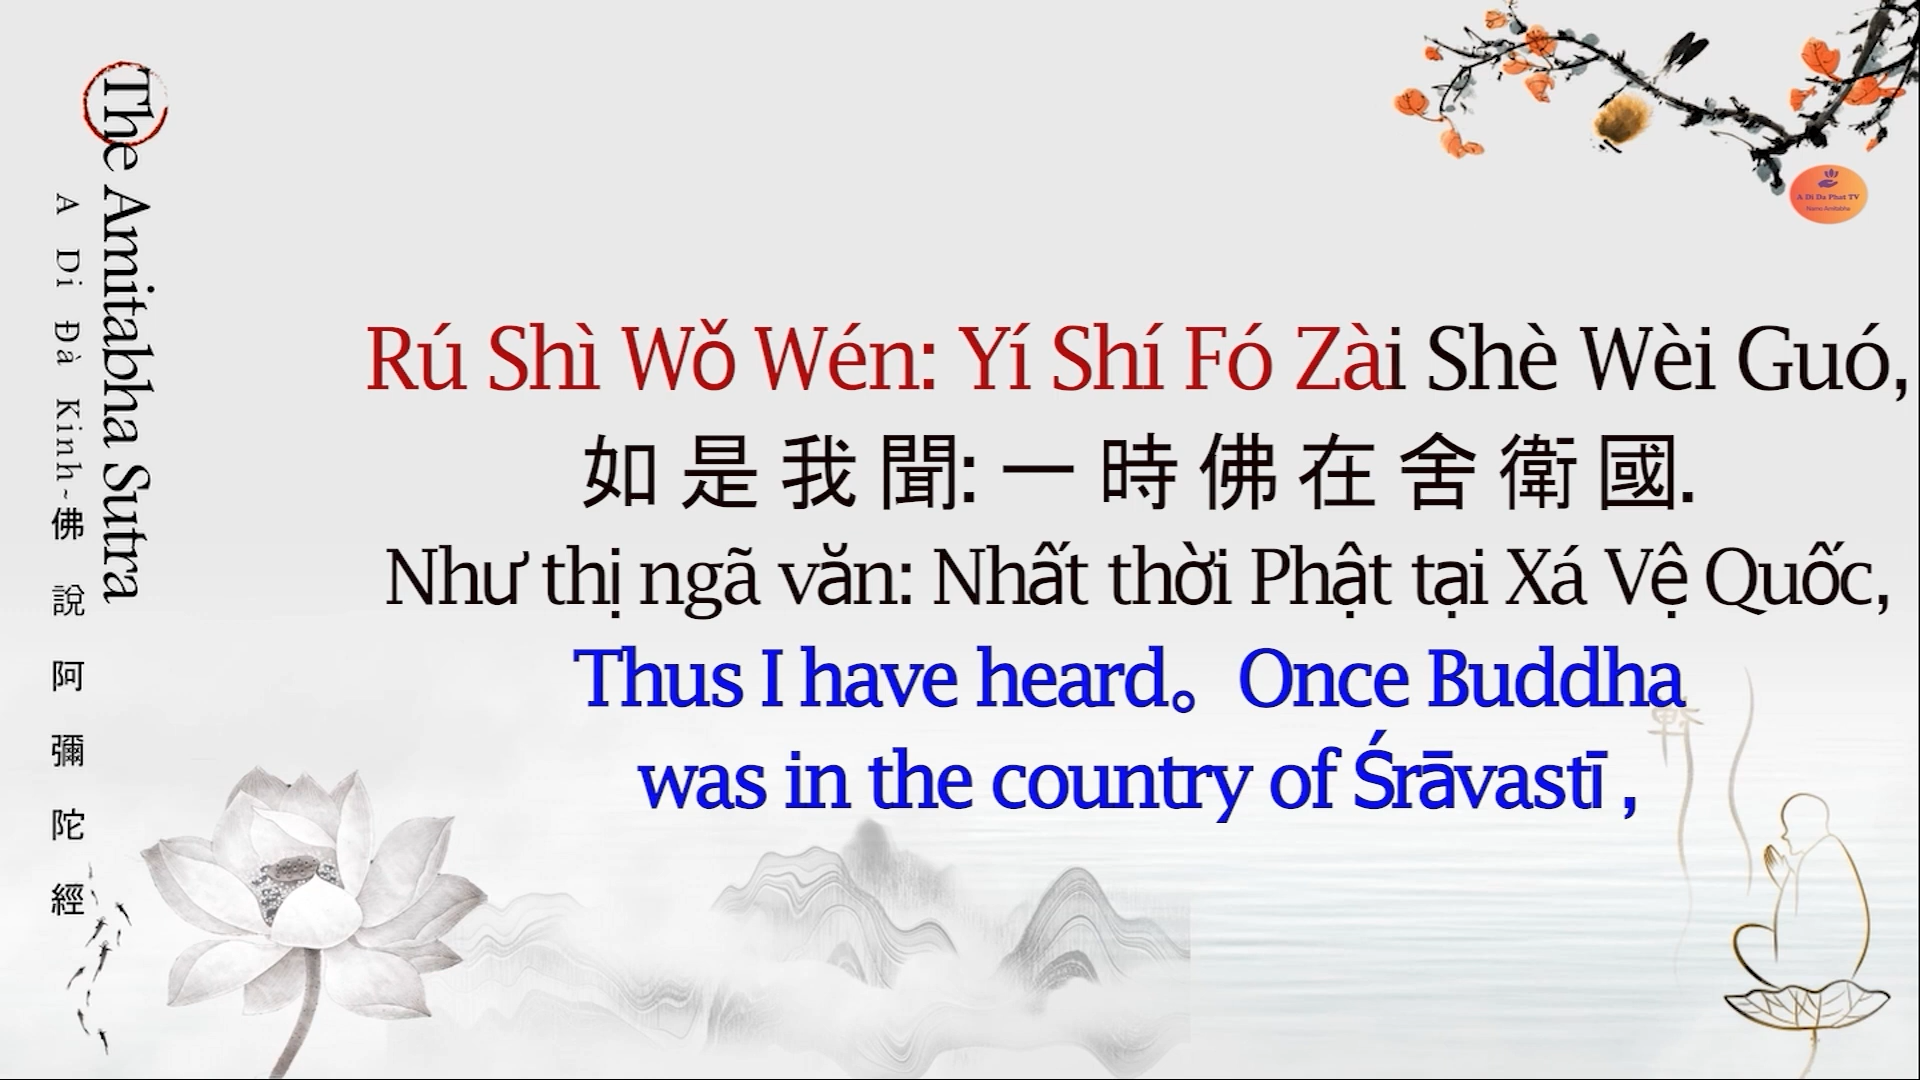 The Amitabha Sutra
A Di Đà Kinh~佛 說 阿 彌 陀 經
A Di Da Phat TV
Namo Amitabha
Rú Shì Wǒ Wén: Yí Shí Fó Zài Shè Wèi Guó,
如 是 我 聞: 一 時 佛 在 舍 衛 國.
Như thị ngã văn: Nhất thời Phật tại Xá Vệ Quốc,
Thus I have heard。Once Buddha
was in the country of Śrāvastī ,